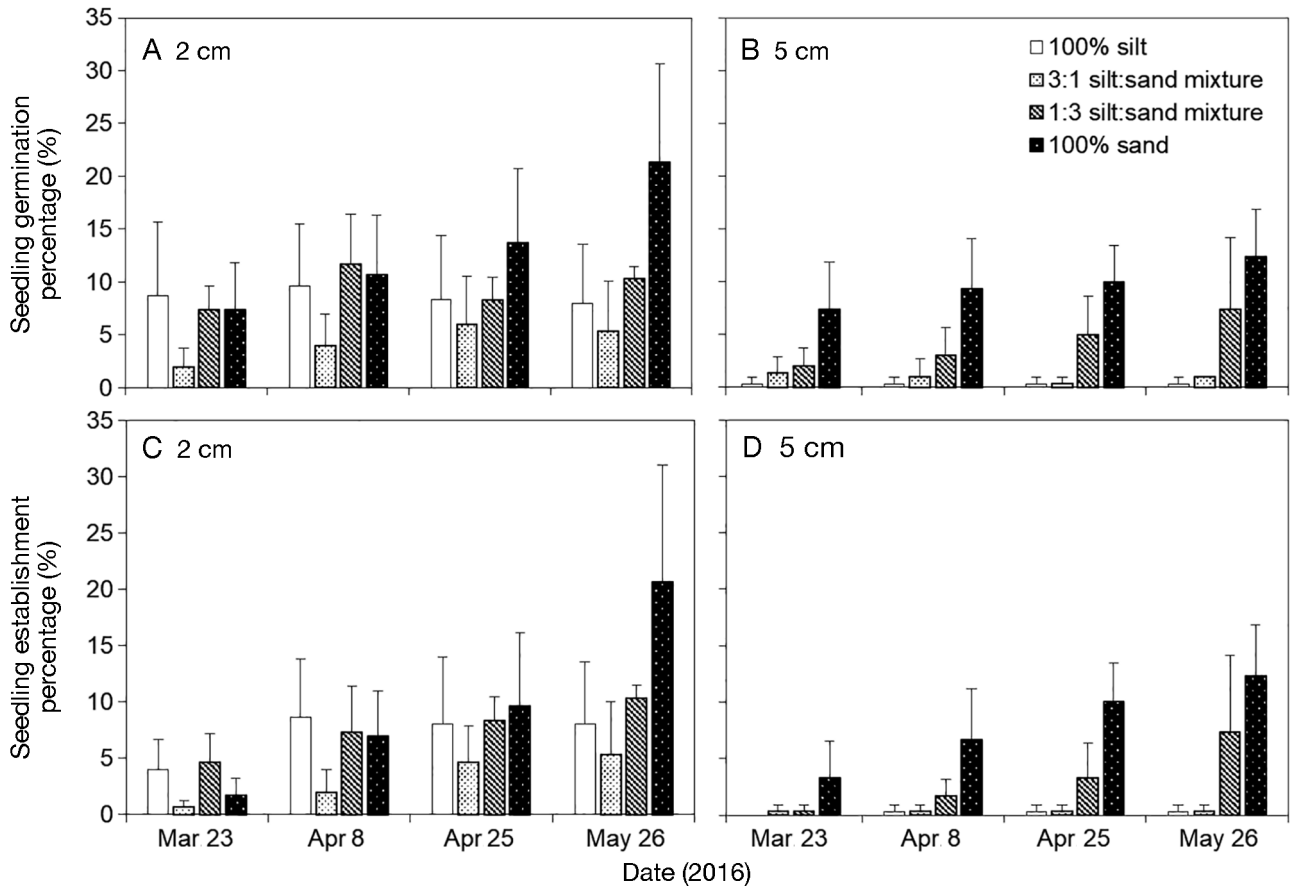 A 2 cm
35
30
25
20
15
10
5
0
Seedling germination
percentage (%)
B 5 cm
100% silt
3:1 silt:sand mixture
1:3 silt:sand mixture
100% sand
C 2 cm
35
30
25
20
15
10
5
0
Seedling establishment
percentage (%)
D 5 cm
Mar 23 Apr 8 Apr 25 May 26 Mar 23 Apr 8 Apr 25 May 26
Date (2016)